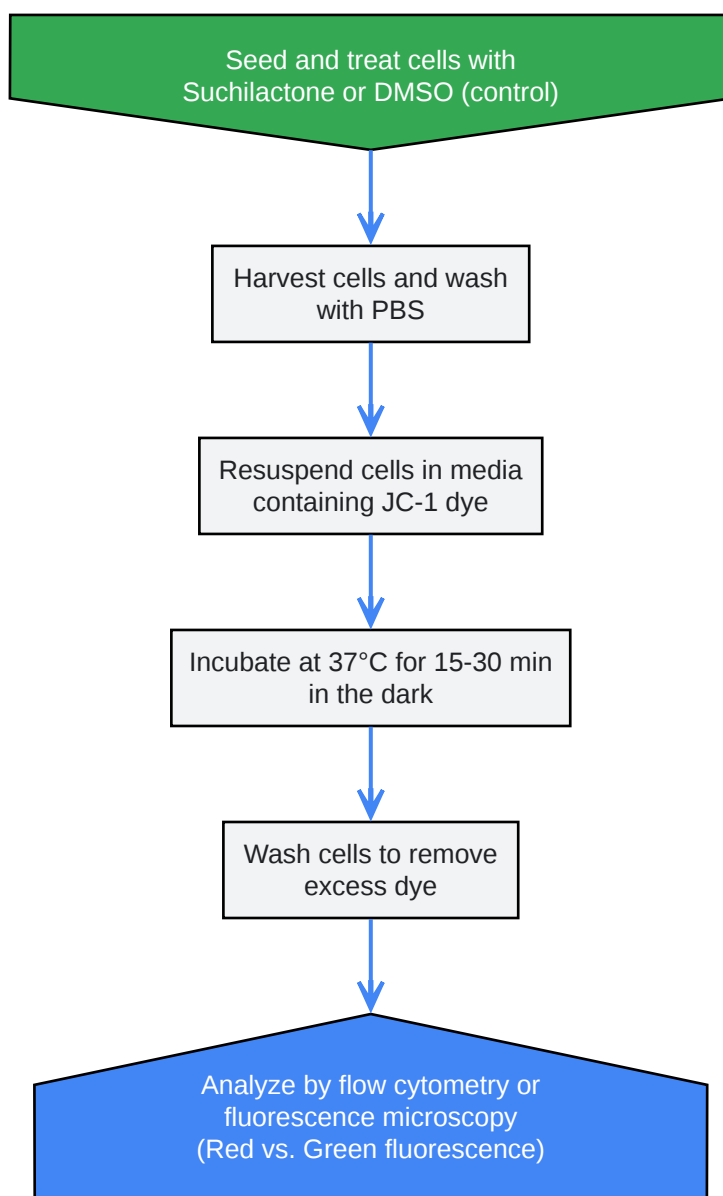 Seed and treat cells with
Suchilactone or DMSO (control)
Harvest cells and wash
with PBS
Resuspend cells in media
containing JC-1 dye
Incubate at 37°C for 15-30 min
in the dark
Wash cells to remove
excess dye
Analyze by flow cytometry or
fluorescence microscopy
(Red vs. Green fluorescence)